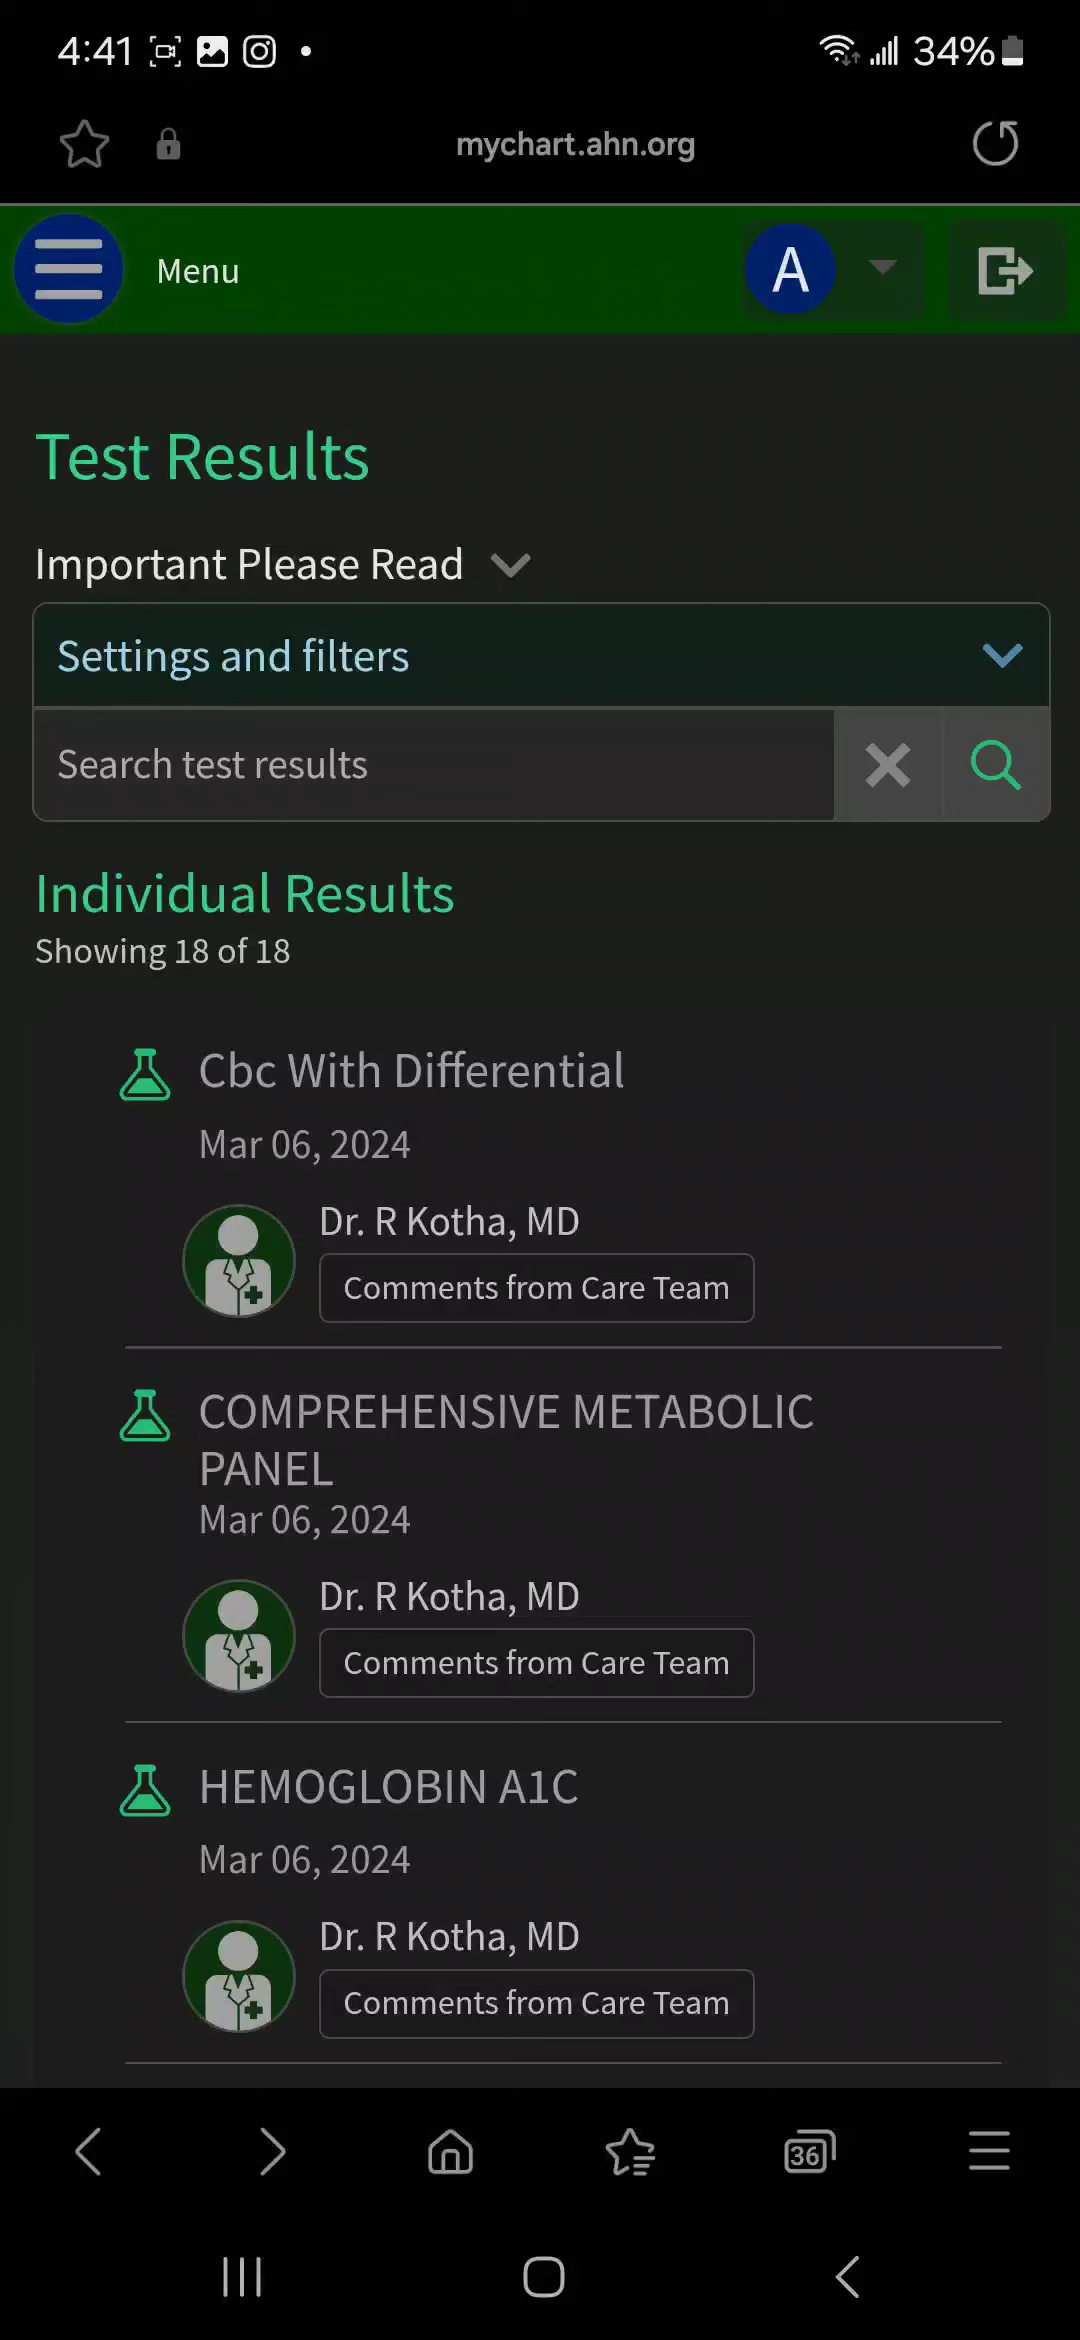 4:41
34%
mychart.ahn.org
Menu
A
Test Results
Important Please Read
Settings and filters
Search test results
Individual Results
Showing 18 of 18
Cbc With Differential
Mar 06, 2024
Dr. R Kotha, MD
Comments from Care Team
COMPREHENSIVE METABOLIC
PANEL
Mar 06, 2024
Dr. R Kotha, MD
Comments from Care Team
HEMOGLOBIN A1C
Mar 06, 2024
Dr. R Kotha, MD
Comments from Care Team
36